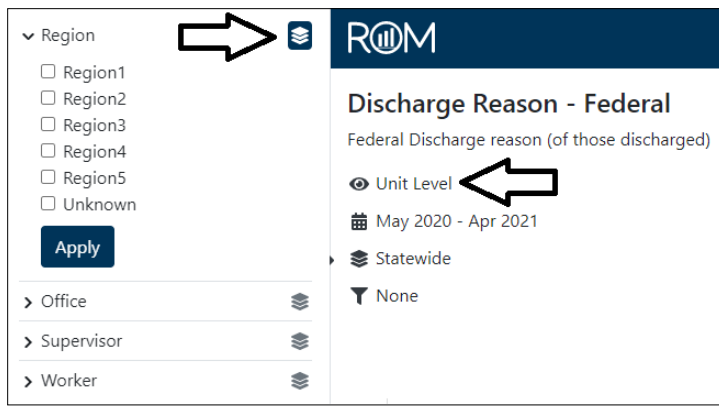 Region
Region1
Region2
Region3
Region4
Region5
Unknown
Apply
Office
Supervisor
Worker
ROM
Discharge Reason - Federal
Federal Discharge reason (of those discharged)
Unit Level
May 2020 - Apr 2021
Statewide
None